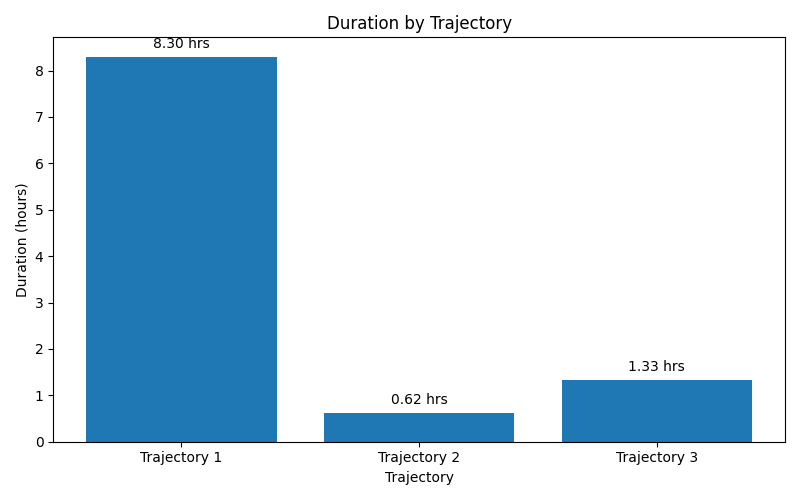 Duration by Trajectory
8.30 hrs
0.62 hrs
1.33 hrs
Duration (hours)
8
7
6
5
4
3
2
1
0
Trajectory 1
Trajectory 2
Trajectory 3
Trajectory